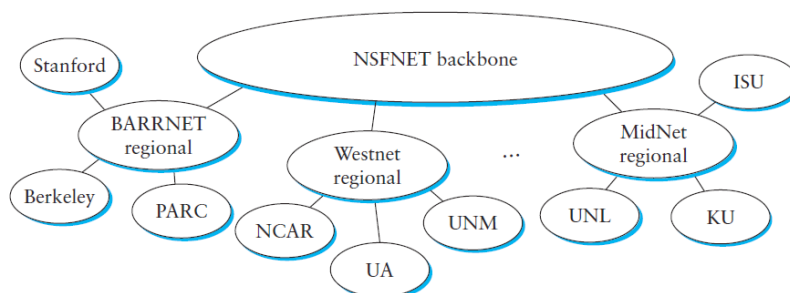 NSFNET backbone
Stanford
ISU
BARRNET
regional
MidNet
regional
Westnet
regional
...
Berkeley
PARC
NCAR
UNM
UNL
KU
UA